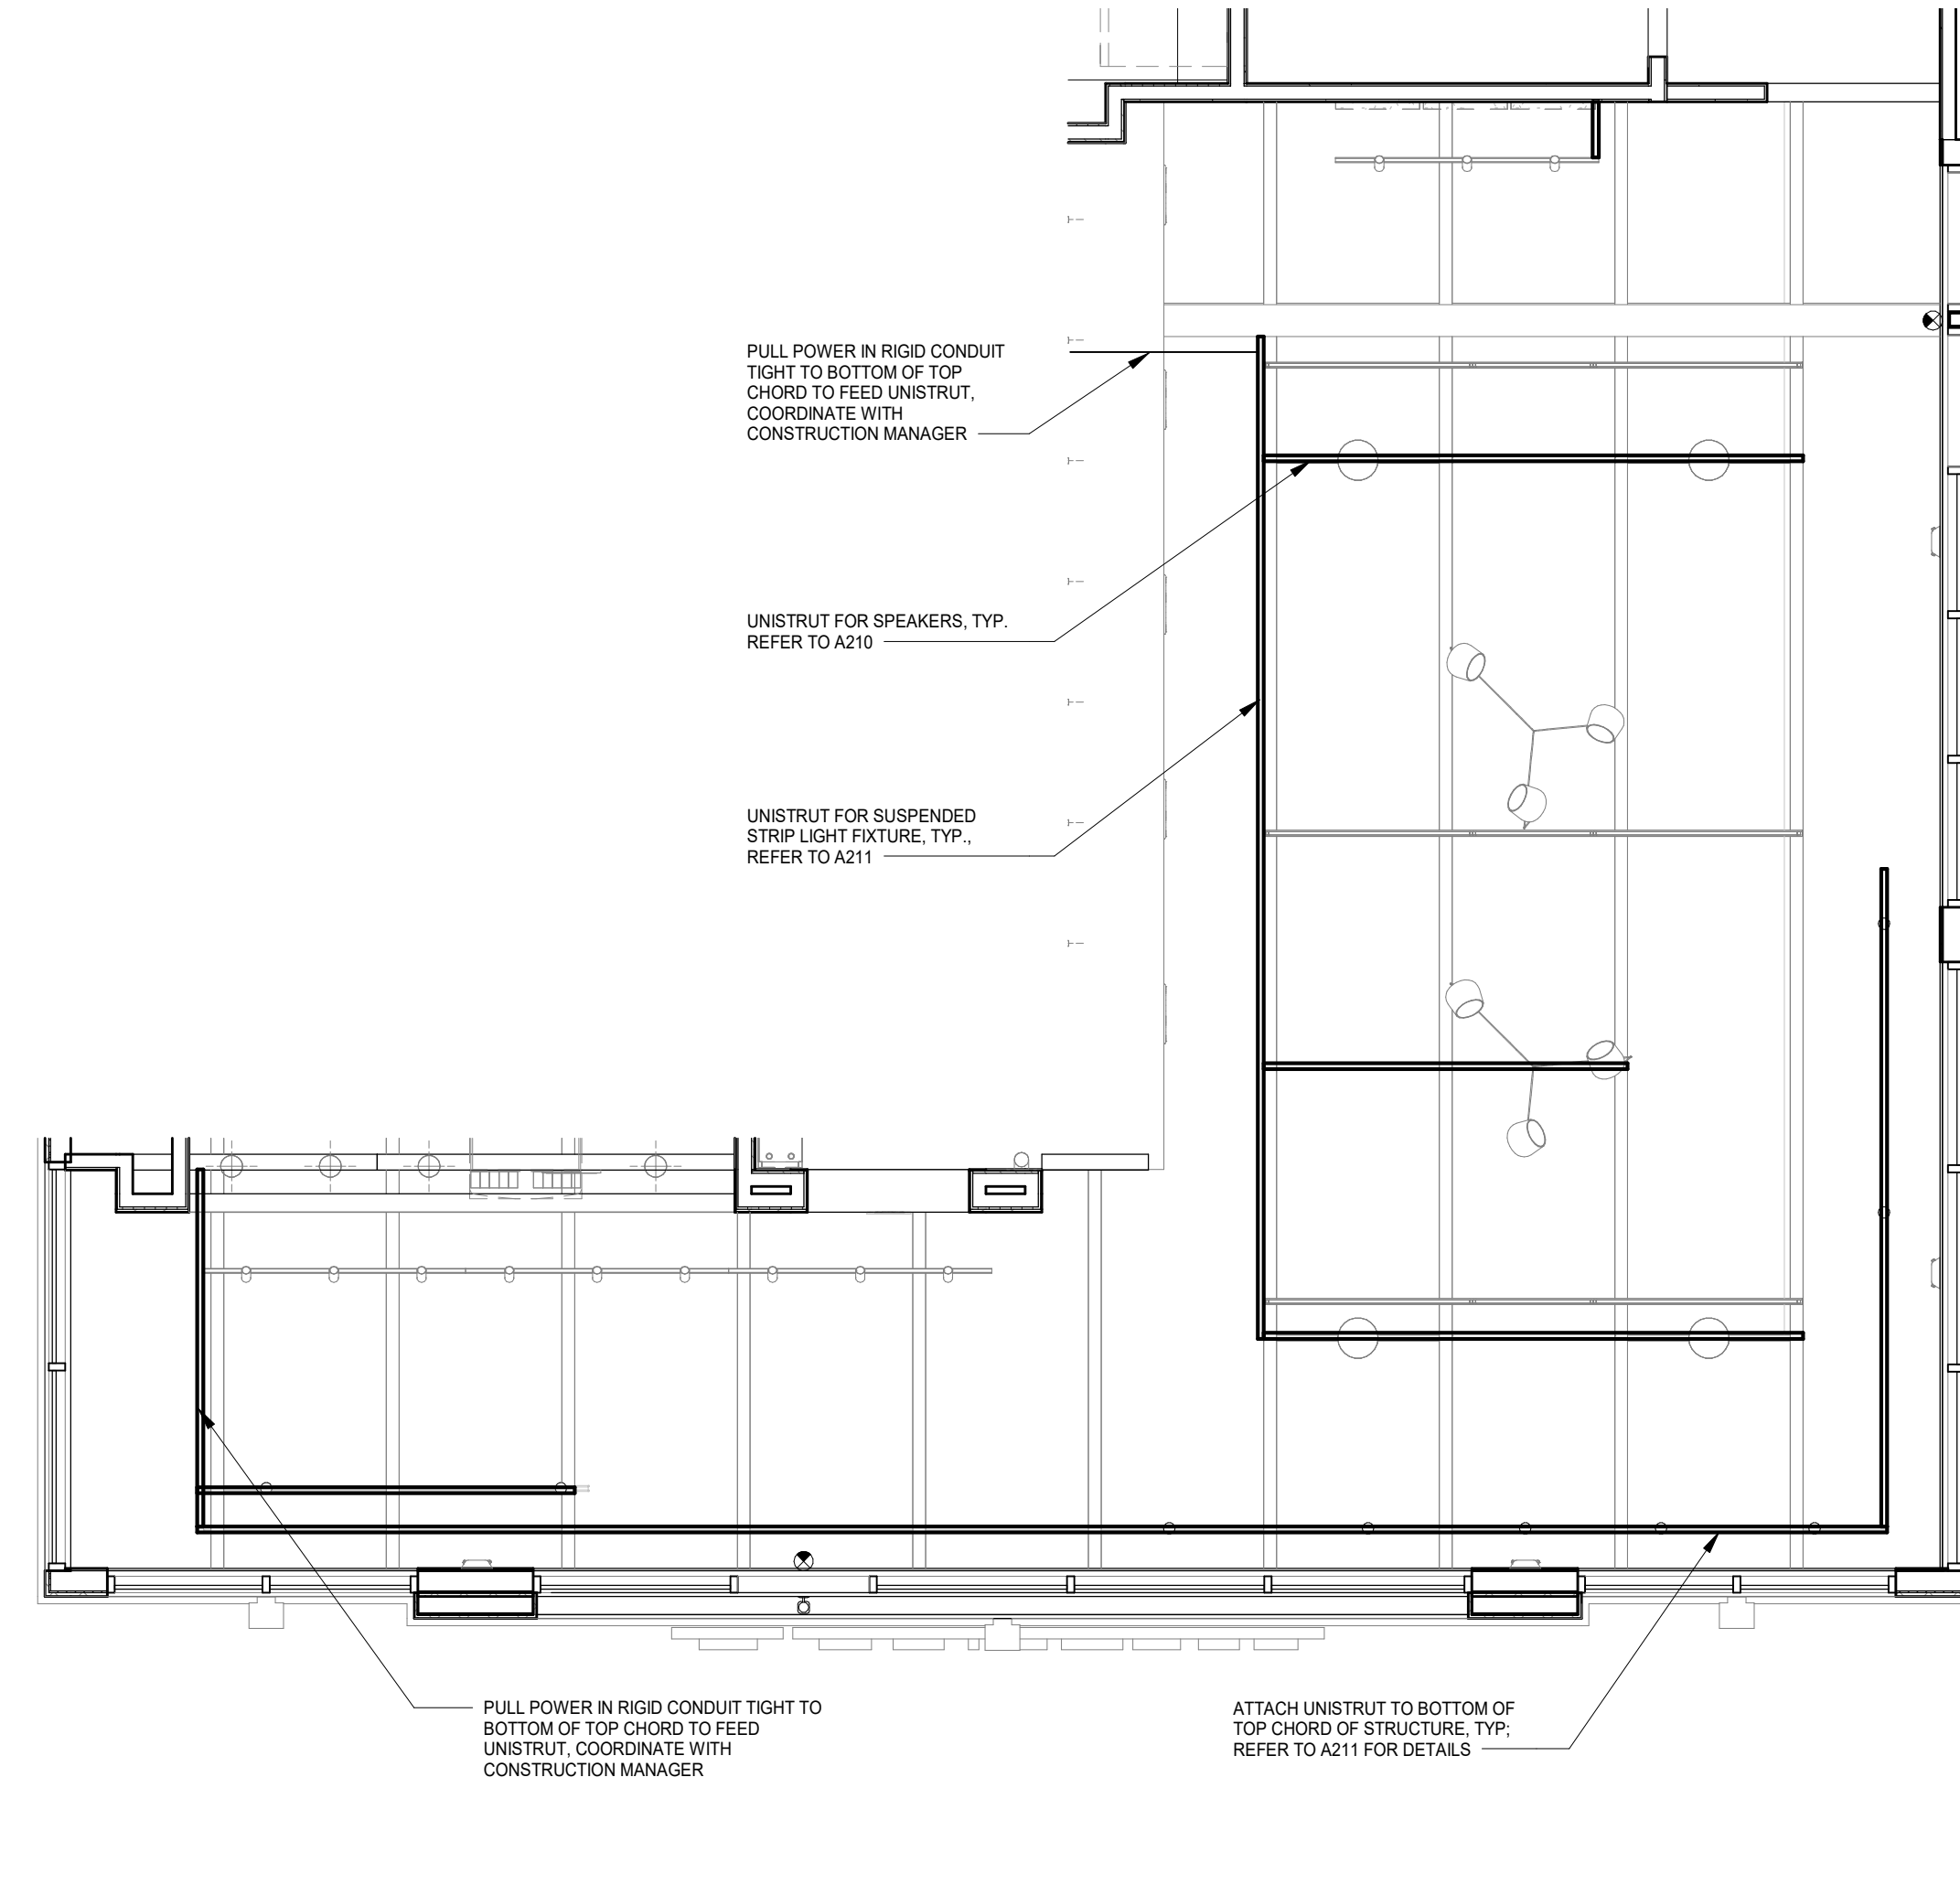 PULL POWER IN RIGID CONDUIT
TIGHT TO BOTTOM OF TOP
CHORD TO FEED UNISTRUT,
COORDINATE WITH
CONSTRUCTION MANAGER
UNISTRUT FOR SPEAKERS, TYP.
REFER TO A210
UNISTRUT FOR SUSPENDED
STRIP LIGHT FIXTURE, TYP.,
REFER TO A211
PULL POWER IN RIGID CONDUIT TIGHT TO
BOTTOM OF TOP CHORD TO FEED
UNISTRUT, COORDINATE WITH
CONSTRUCTION MANAGER
ATTACH UNISTRUT TO BOTTOM OF
TOP CHORD OF STRUCTURE, TYP;
REFER TO A211 FOR DETAILS